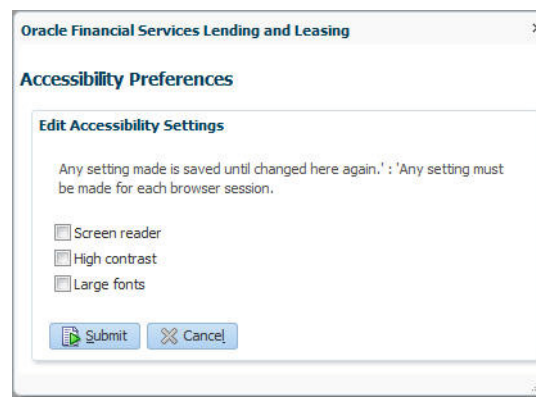 Oracle Financial Services Lending and Leasing
Accessibility Preferences
Edit Accessibility Settings
Any setting made is saved until changed here again.' : 'Any setting must
be made for each browser session.
Screen reader
High contrast
Large fonts
Submit
Cancel